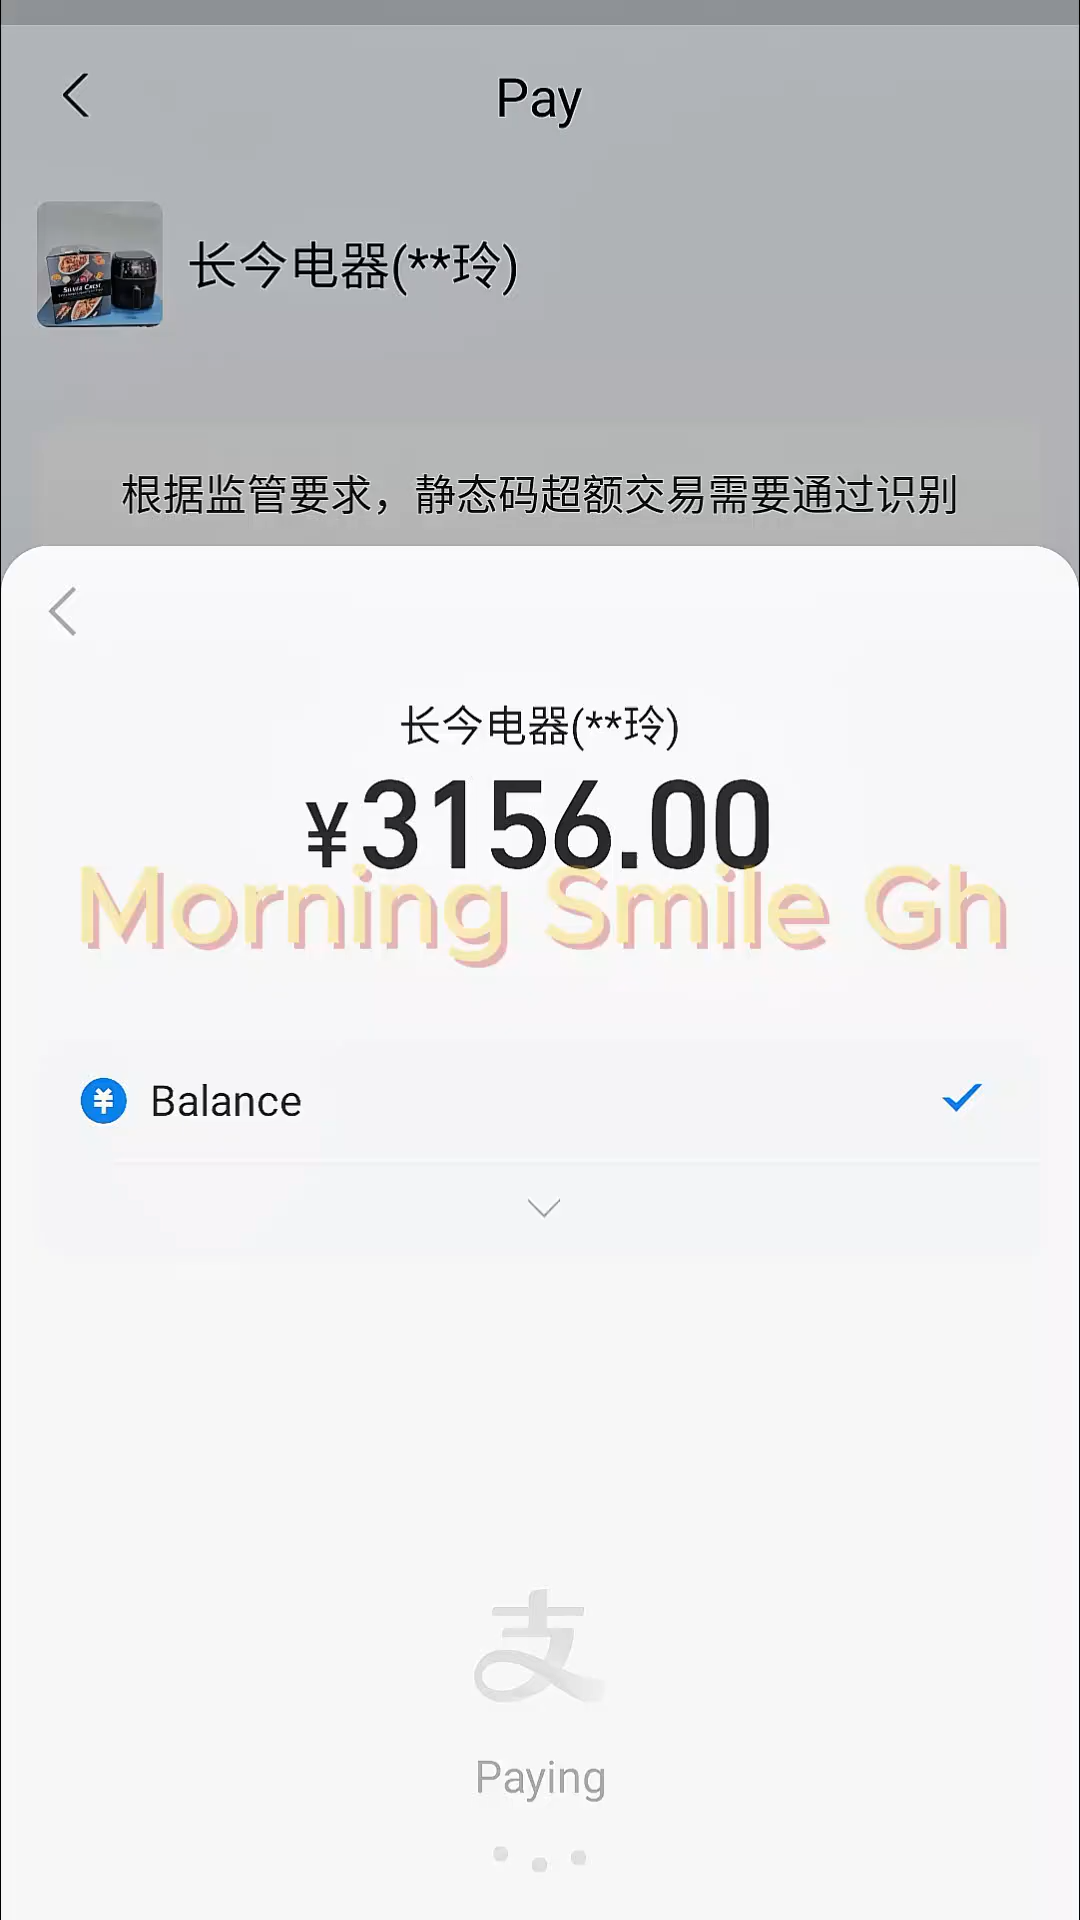 Pay
SILVER CREST
长今电器(**玲)
根据监管要求，静态码超额交易需要通过识别
长今电器(**玲)
¥3156.00
Morning Smile Gh
Balance
支
Paying